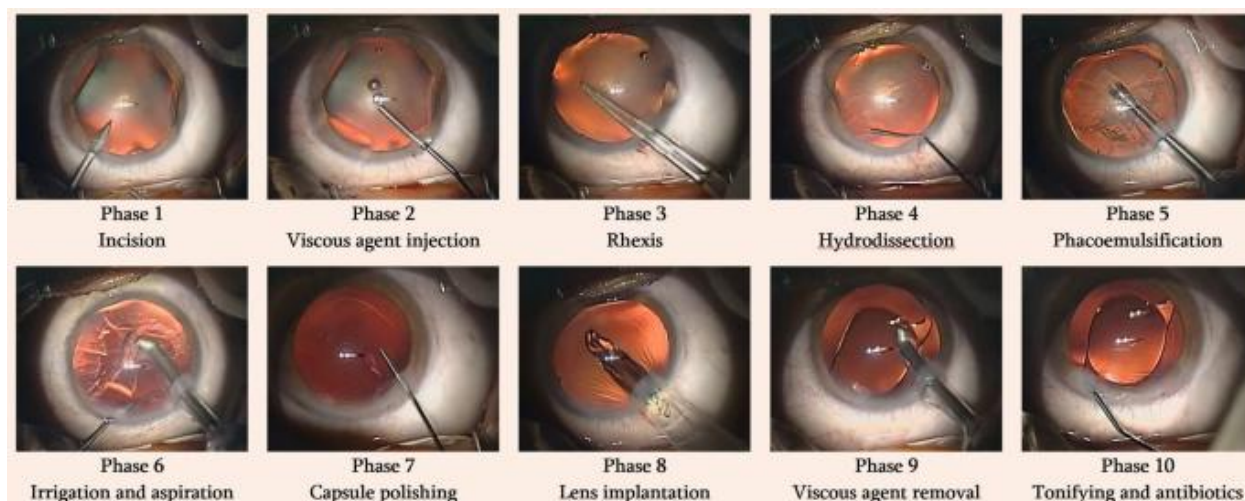 Phase 1
Incision
Phase 2
Viscous agent injection
Phase 3
Rhexis
Phase 4
Hydrodissection
Phase 5
Phacoemulsification
Phase 6
Irrigation and aspiration
Phase 7
Capsule polishing
Phase 8
Lens implantation
Phase 9
Viscous agent removal
Phase 10
Tonifying and antibiotics